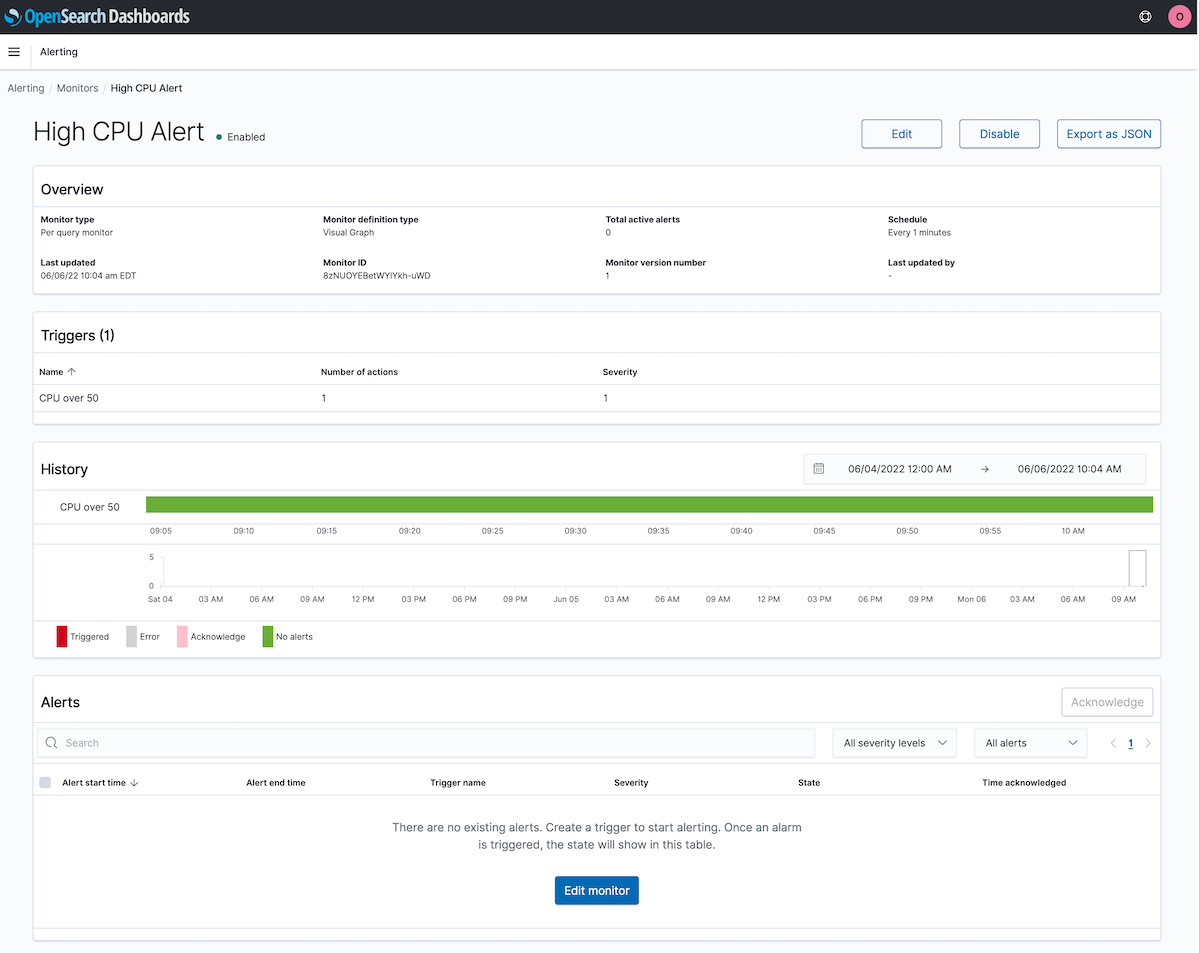 OpenSearch Dashboards
O
Alerting
Alerting / Monitors / High CPU Alert
High CPU Alert Enabled
Edit Disable Export as JSON
Overview
Monitor type Monitor definition type Total active alerts Schedule
Per query monitor Visual Graph 0 Every 1 minutes
Last updated Monitor ID Monitor version number Last updated by
06/06/22 10:04 am EDT 8zNUOYEBetWYlYkh-uWD 1 -
Triggers (1)
Name Number of actions Severity
CPU over 50 1 1
History 06/04/2022 12:00 AM → 06/06/2022 10:04 AM
CPU over 50
09:05 09:10 09:15 09:20 09:25 09:30 09:35 09:40 09:45 09:50 09:55 10 AM
5
0
Sat 04 03 AM 06 AM 09 AM 12 PM 03 PM 06 PM 09 PM Jun 05 03 AM 06 AM 09 AM 12 PM 03 PM 06 PM 09 PM Mon 06 03 AM 06 AM 09 AM
Triggered Error Acknowledge No alerts
Alerts Acknowledge
Search All severity levels All alerts 1
Alert start time Alert end time Trigger name Severity State Time acknowledged
There are no existing alerts. Create a trigger to start alerting. Once an alarm
is triggered, the state will show in this table.
Edit monitor